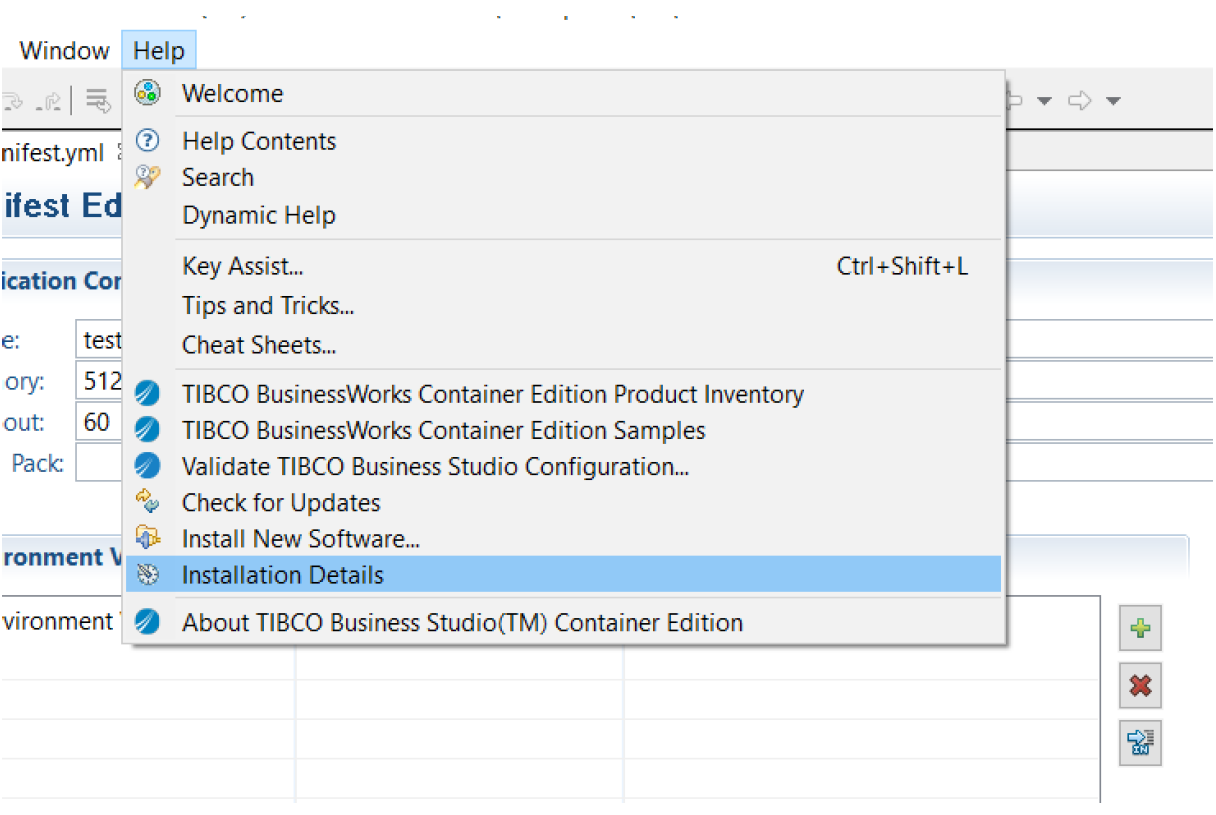 Window Help
Welcome
nifest.yml
Help Contents
Search
ifest Ed
Dynamic Help
ication Cor
Key Assist... Ctrl+Shift+L
Tips and Tricks...
e: test
Cheat Sheets...
ory: 512
TIBCO BusinessWorks Container Edition Product Inventory
out: 60
TIBCO BusinessWorks Container Edition Samples
Pack:
Validate TIBCO Business Studio Configuration...
Check for Updates
Install New Software...
ronment V
Installation Details
vironment
About TIBCO Business Studio(TM) Container Edition
IN